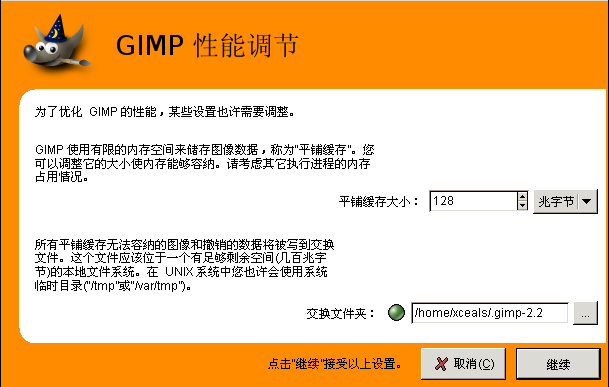 GIMP 性能调节
为了优化 GIMP 的性能，某些设置也许需要调整。
GIMP 使用有限的内存空间来储存图像数据，称为"平铺缓存"。您
可以调整它的大小使内存能够容纳。请考虑其它执行进程的内存
占用情况。
平铺缓存大小： 128 兆字节
所有平铺缓存无法容纳的图像和撤销的数据将被写到交换
文件。这个文件应该位于一个有足够剩余空间(几百兆字
节)的本地文件系统。在 UNIX 系统中您也许会使用系统
临时目录("/tmp"或"/var/tmp")。
交换文件夹： /home/xceals/.gimp-2.2 ...
点击"继续"接受以上设置。 取消(C) 继续